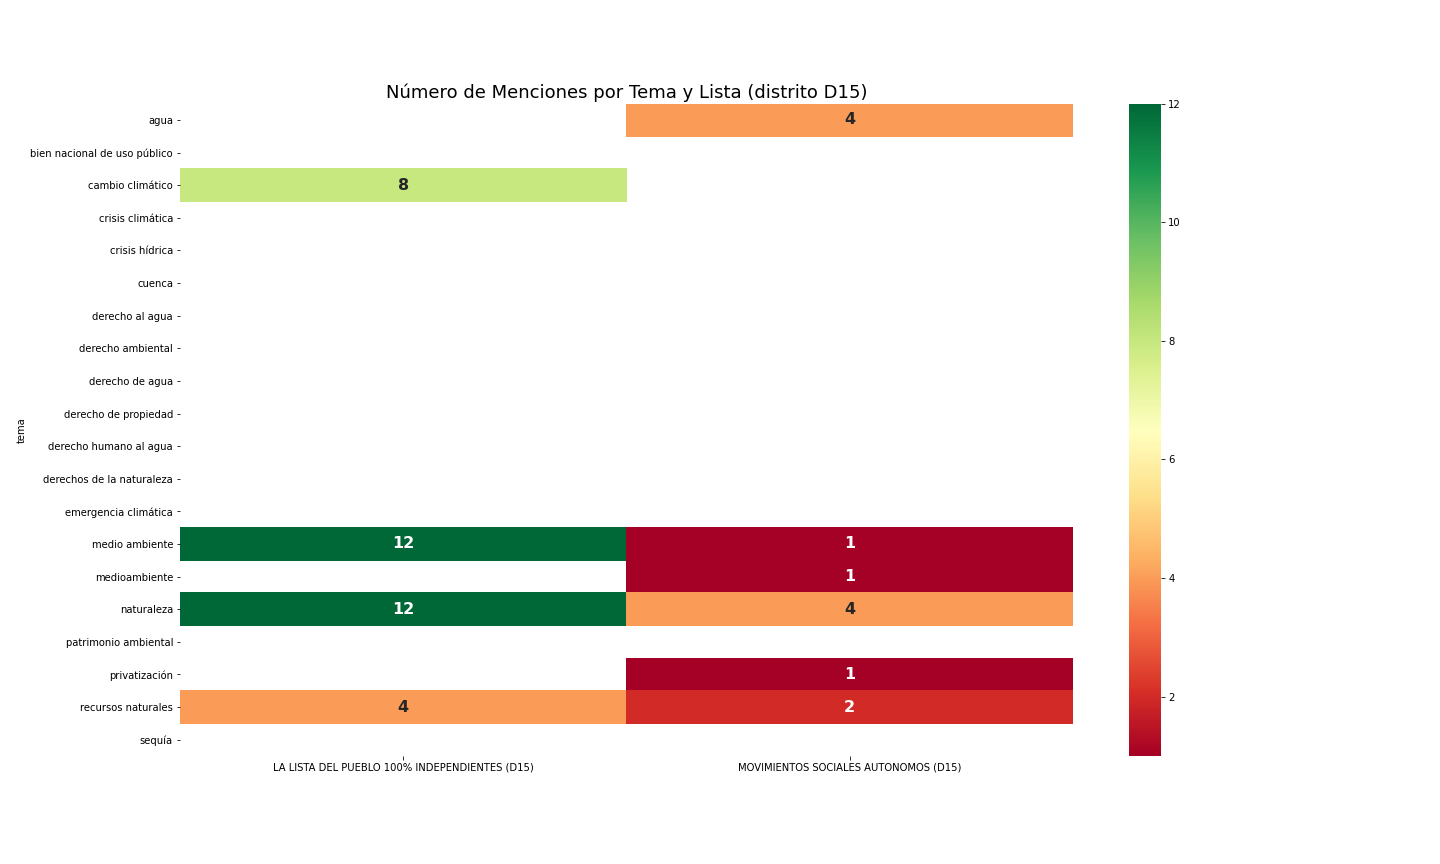 Número de Menciones por Tema y Lista (distrito D15)
tema
agua
bien nacional de uso público
cambio climático
crisis climática
crisis hídrica
cuenca
derecho al agua
derecho ambiental
derecho de agua
derecho de propiedad
derecho humano al agua
derechos de la naturaleza
emergencia climática
medio ambiente
medioambiente
naturaleza
patrimonio ambiental
privatización
recursos naturales
sequía
4
8
12
1
1
12
4
1
4
2
LA LISTA DEL PUEBLO 100% INDEPENDIENTES (D15)
MOVIMIENTOS SOCIALES AUTONOMOS (D15)
12
10
8
6
4
2